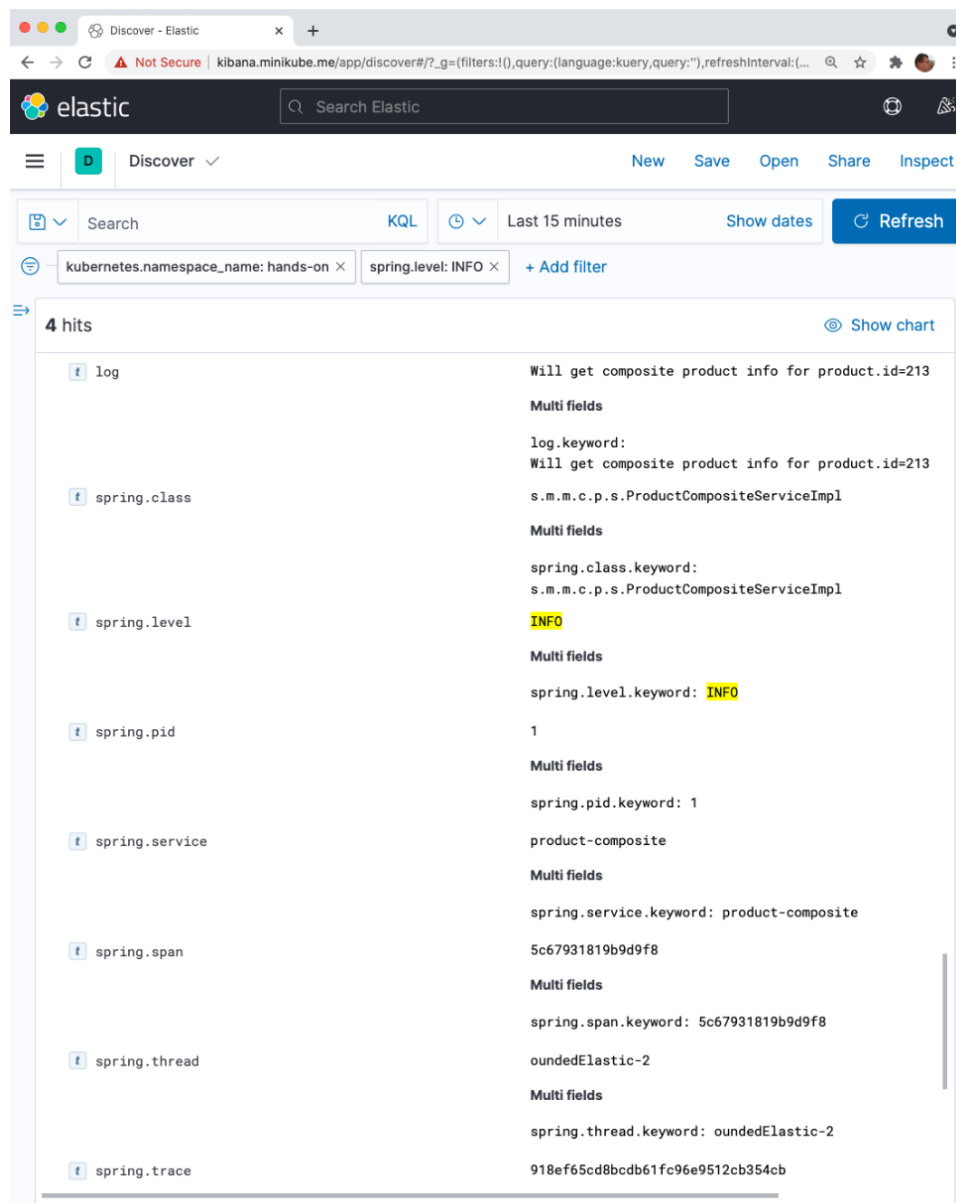 Discover - Elastic
Not Secure | kibana.minikube.me/app/discover#/?_g=(filters:!(),query:(language:kuery,query:''),refreshInterval:(...
elastic
Search Elastic
D
Discover
New Save Open Share Inspect
Search KQL Last 15 minutes Show dates Refresh
kubernetes.namespace_name: hands-on × spring.level: INFO × + Add filter
4 hits Show chart
t log Will get composite product info for product.id=213
Multi fields
log.keyword:
Will get composite product info for product.id=213
t spring.class s.m.m.c.p.s.ProductCompositeServiceImpl
Multi fields
spring.class.keyword:
s.m.m.c.p.s.ProductCompositeServiceImpl
t spring.level INFO
Multi fields
spring.level.keyword: INFO
t spring.pid 1
Multi fields
spring.pid.keyword: 1
t spring.service product-composite
Multi fields
spring.service.keyword: product-composite
t spring.span 5c67931819b9d9f8
Multi fields
spring.span.keyword: 5c67931819b9d9f8
t spring.thread oundedElastic-2
Multi fields
spring.thread.keyword: oundedElastic-2
t spring.trace 918ef65cd8bcdb61fc96e9512cb354cb